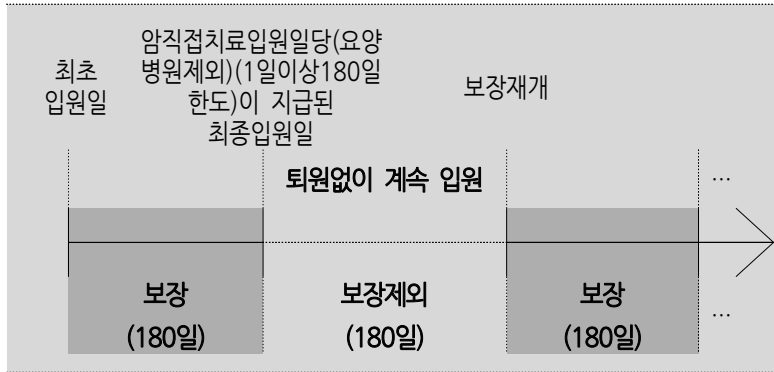 최초
입원일
암직접치료입원일당(요양
병원제외)(1일이상180일
한도)이 지급된
최종입원일
보장재개
퇴원없이 계속 입원
…
보장
(180일)
보장제외
(180일)
보장
(180일)
…